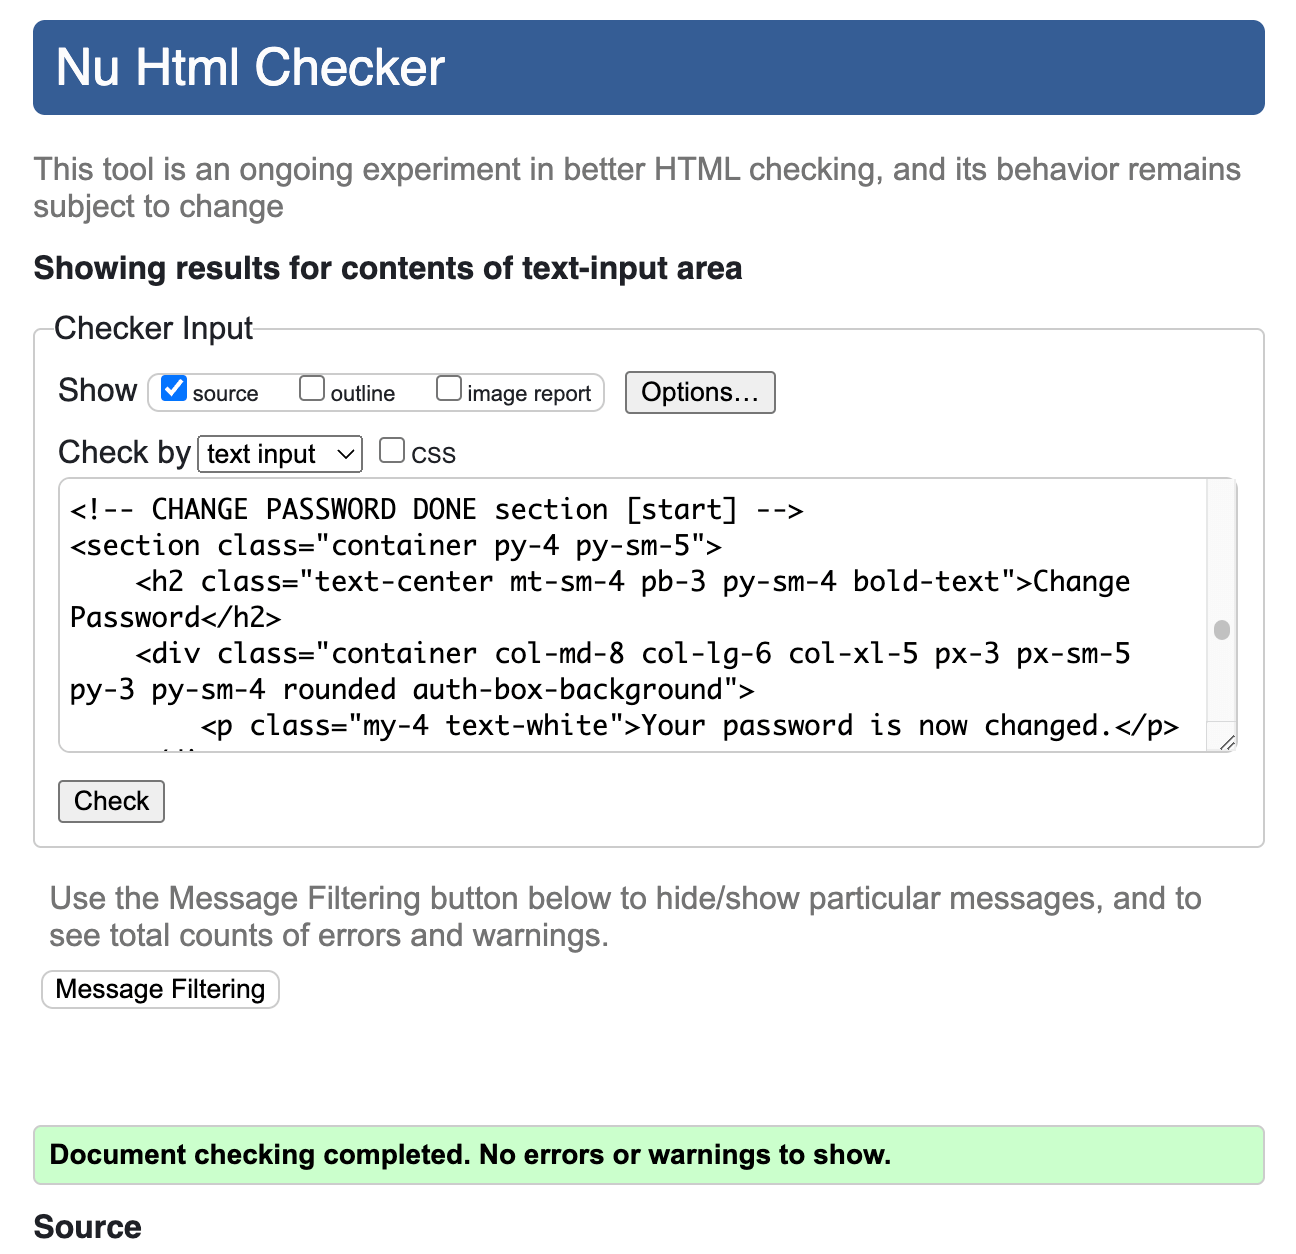 Nu Html Checker
This tool is an ongoing experiment in better HTML checking, and its behavior remains
subject to change
Showing results for contents of text-input area
Checker Input
Show source outline image report Options...
Check by text input CSS
<!-- CHANGE PASSWORD DONE section [start] -->
<section class="container py-4 py-sm-5">
    <h2 class="text-center mt-sm-4 pb-3 py-sm-4 bold-text">Change
Password</h2>
    <div class="container col-md-8 col-lg-6 col-xl-5 px-3 px-sm-5
py-3 py-sm-4 rounded auth-box-background">
        <p class="my-4 text-white">Your password is now changed.</p>
Check
Use the Message Filtering button below to hide/show particular messages, and to
see total counts of errors and warnings.
Message Filtering
Document checking completed. No errors or warnings to show.
Source